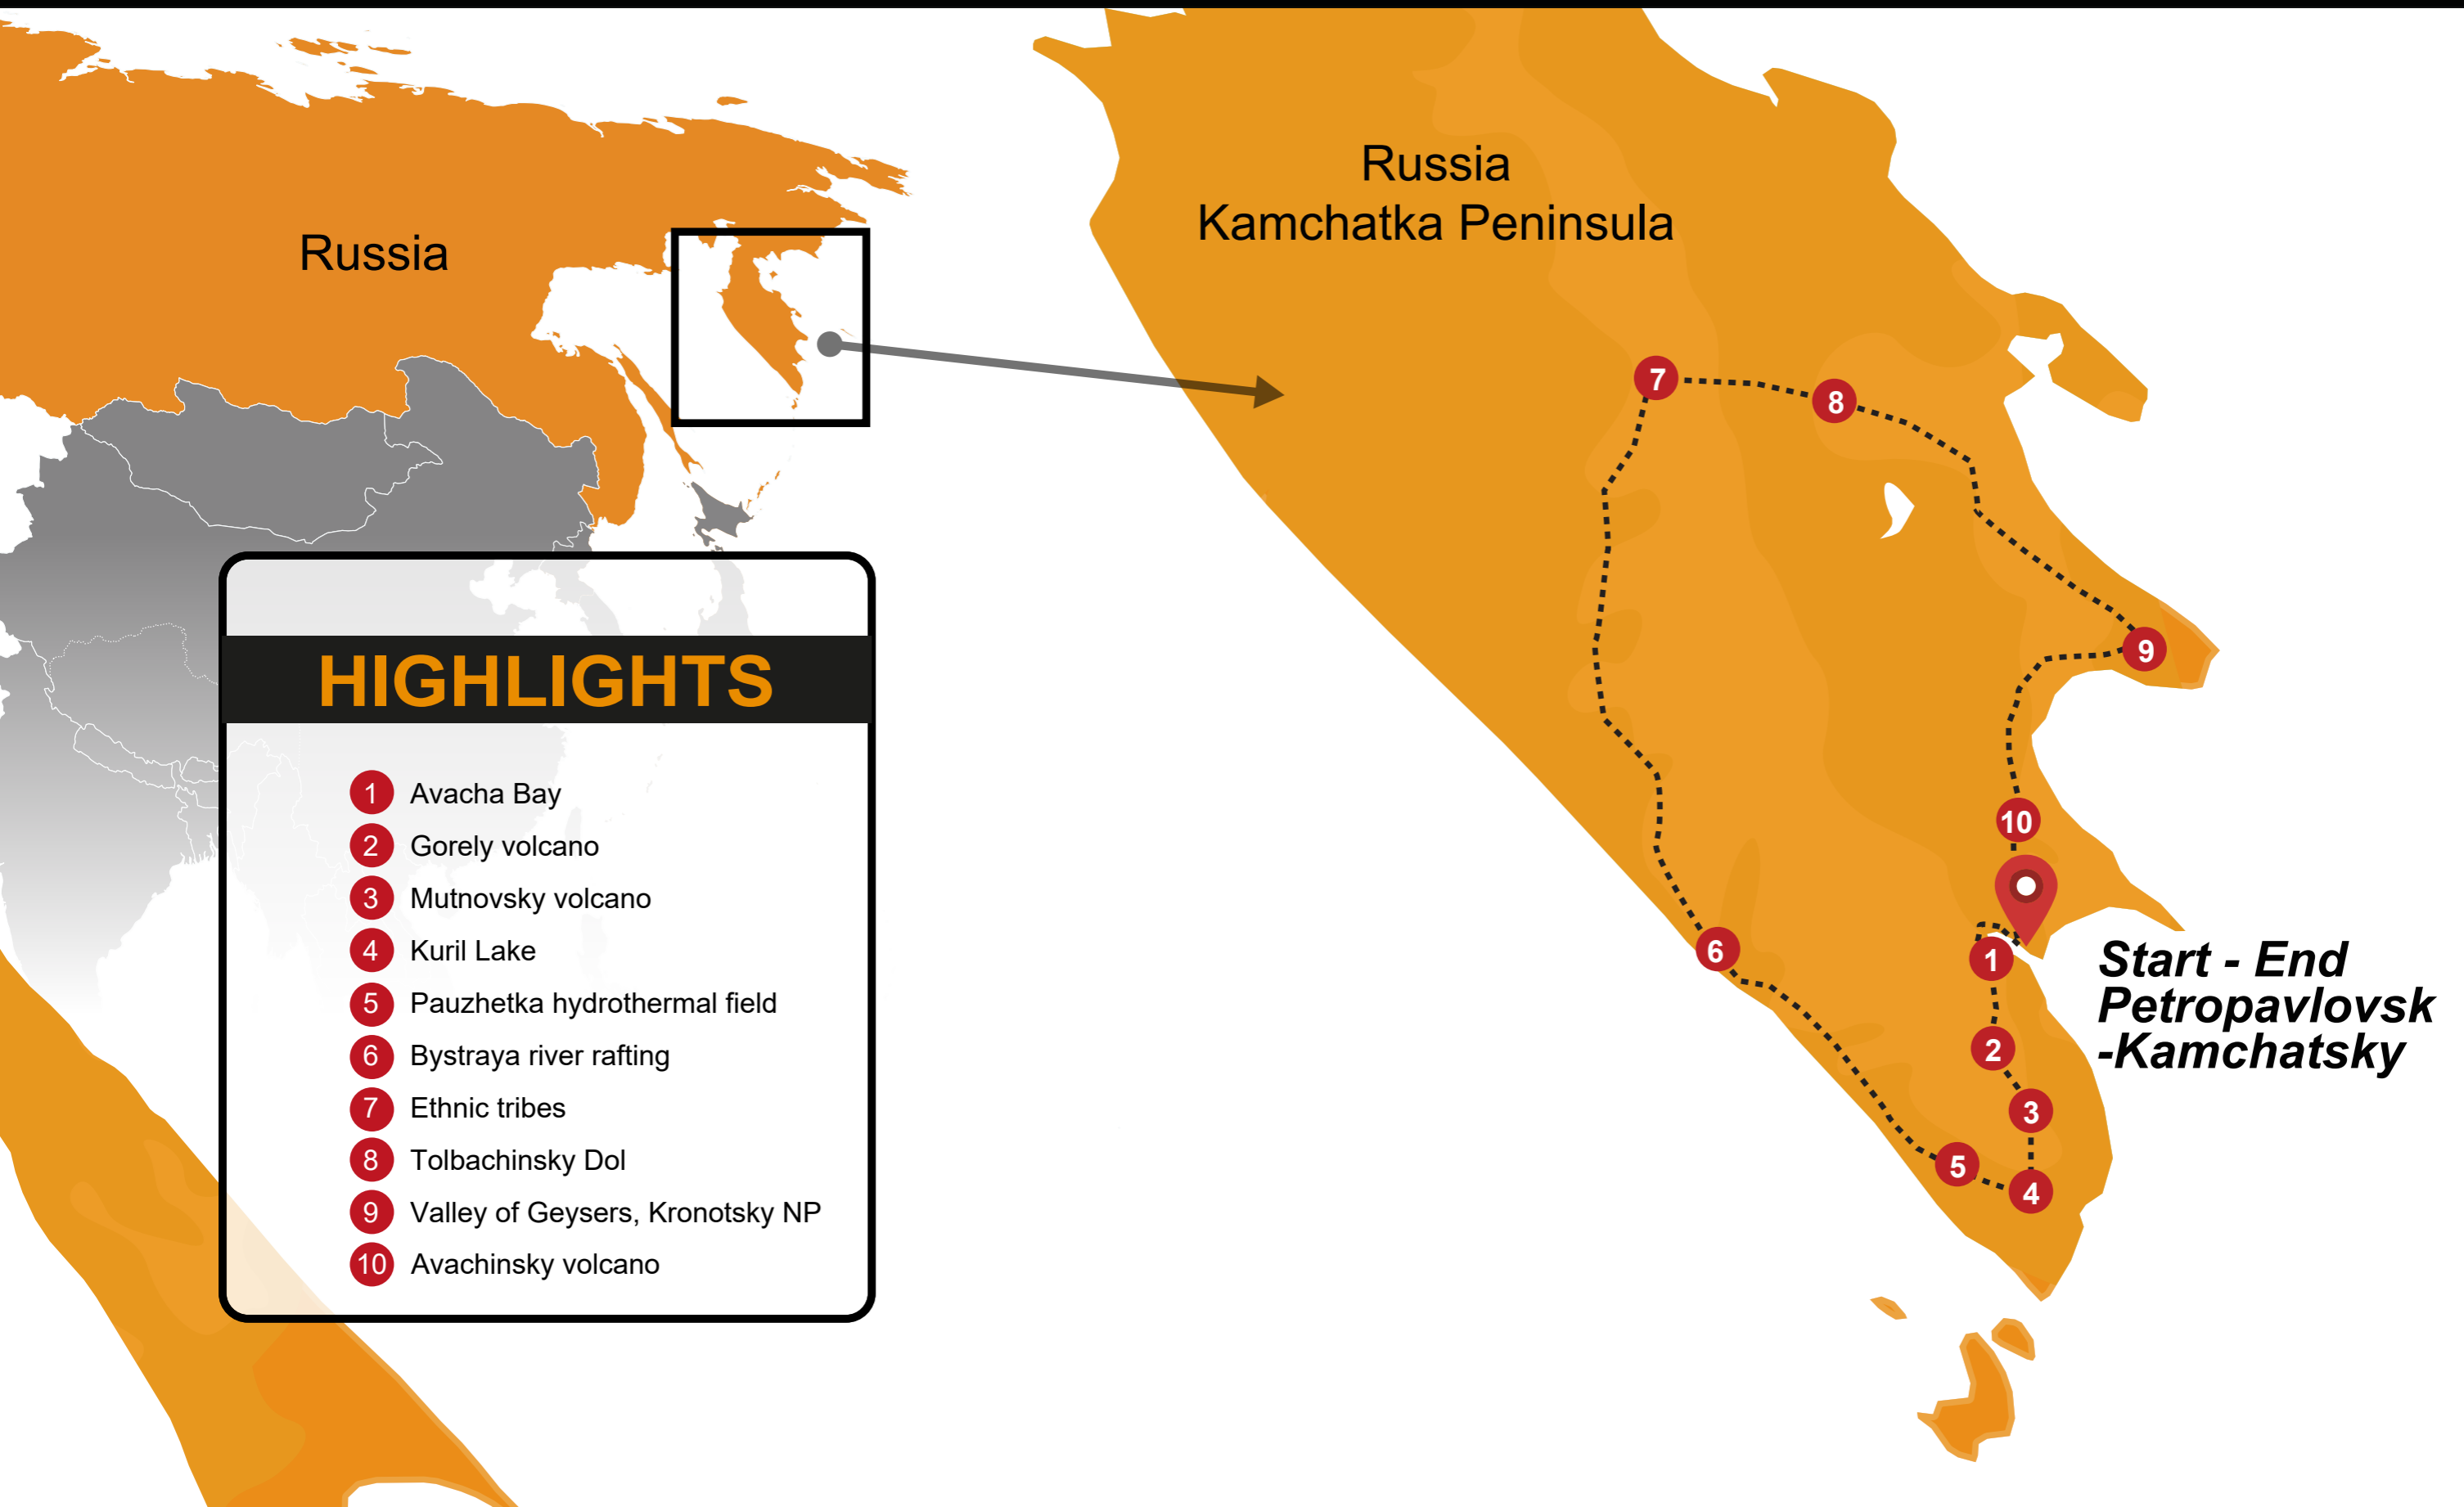 Russia
Russia
Kamchatka Peninsula
7
8
9
10
6
1
2
3
5
4
Start - End
Petropavlovsk
-Kamchatsky
HIGHLIGHTS
1 Avacha Bay
2 Gorely volcano
3 Mutnovsky volcano
4 Kuril Lake
5 Pauzhetka hydrothermal field
6 Bystraya river rafting
7 Ethnic tribes
8 Tolbachinsky Dol
9 Valley of Geysers, Kronotsky NP
10 Avachinsky volcano